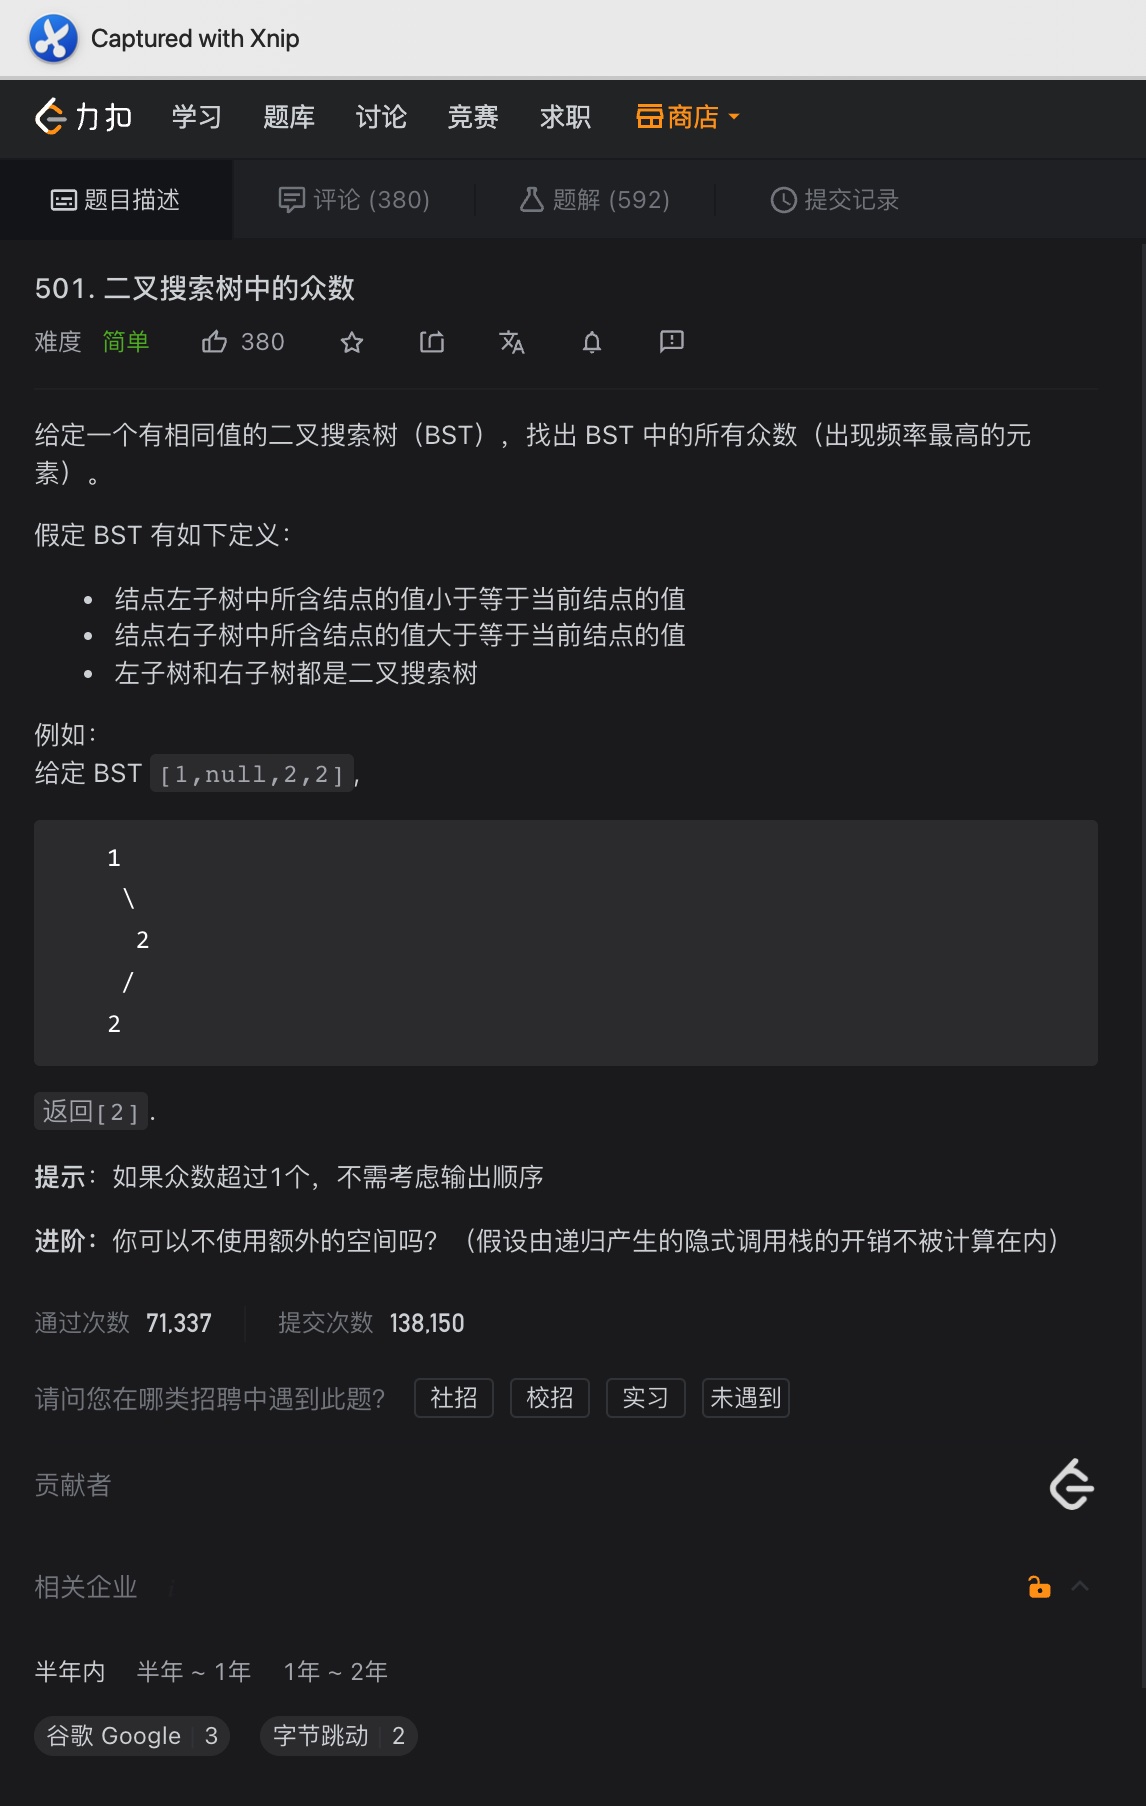 Captured with Xnip
力扣 学习 题库 讨论 竞赛 求职 商店
题目描述 评论 (380) 题解 (592) 提交记录
501. 二叉搜索树中的众数
难度 简单 380
给定一个有相同值的二叉搜索树（BST），找出 BST 中的所有众数（出现频率最高的元
素）。
假定 BST 有如下定义：
• 结点左子树中所含结点的值小于等于当前结点的值
• 结点右子树中所含结点的值大于等于当前结点的值
• 左子树和右子树都是二叉搜索树
例如：
给定 BST [1,null,2,2],
1
\
2
/
2
返回[2].
提示：如果众数超过1个，不需考虑输出顺序
进阶：你可以不使用额外的空间吗？（假设由递归产生的隐式调用栈的开销不被计算在内）
通过次数 71,337 提交次数 138,150
请问您在哪类招聘中遇到此题？ 社招 校招 实习 未遇到
贡献者
相关企业 i
半年内 半年 ~ 1年 1年 ~ 2年
谷歌 Google 3 字节跳动 2